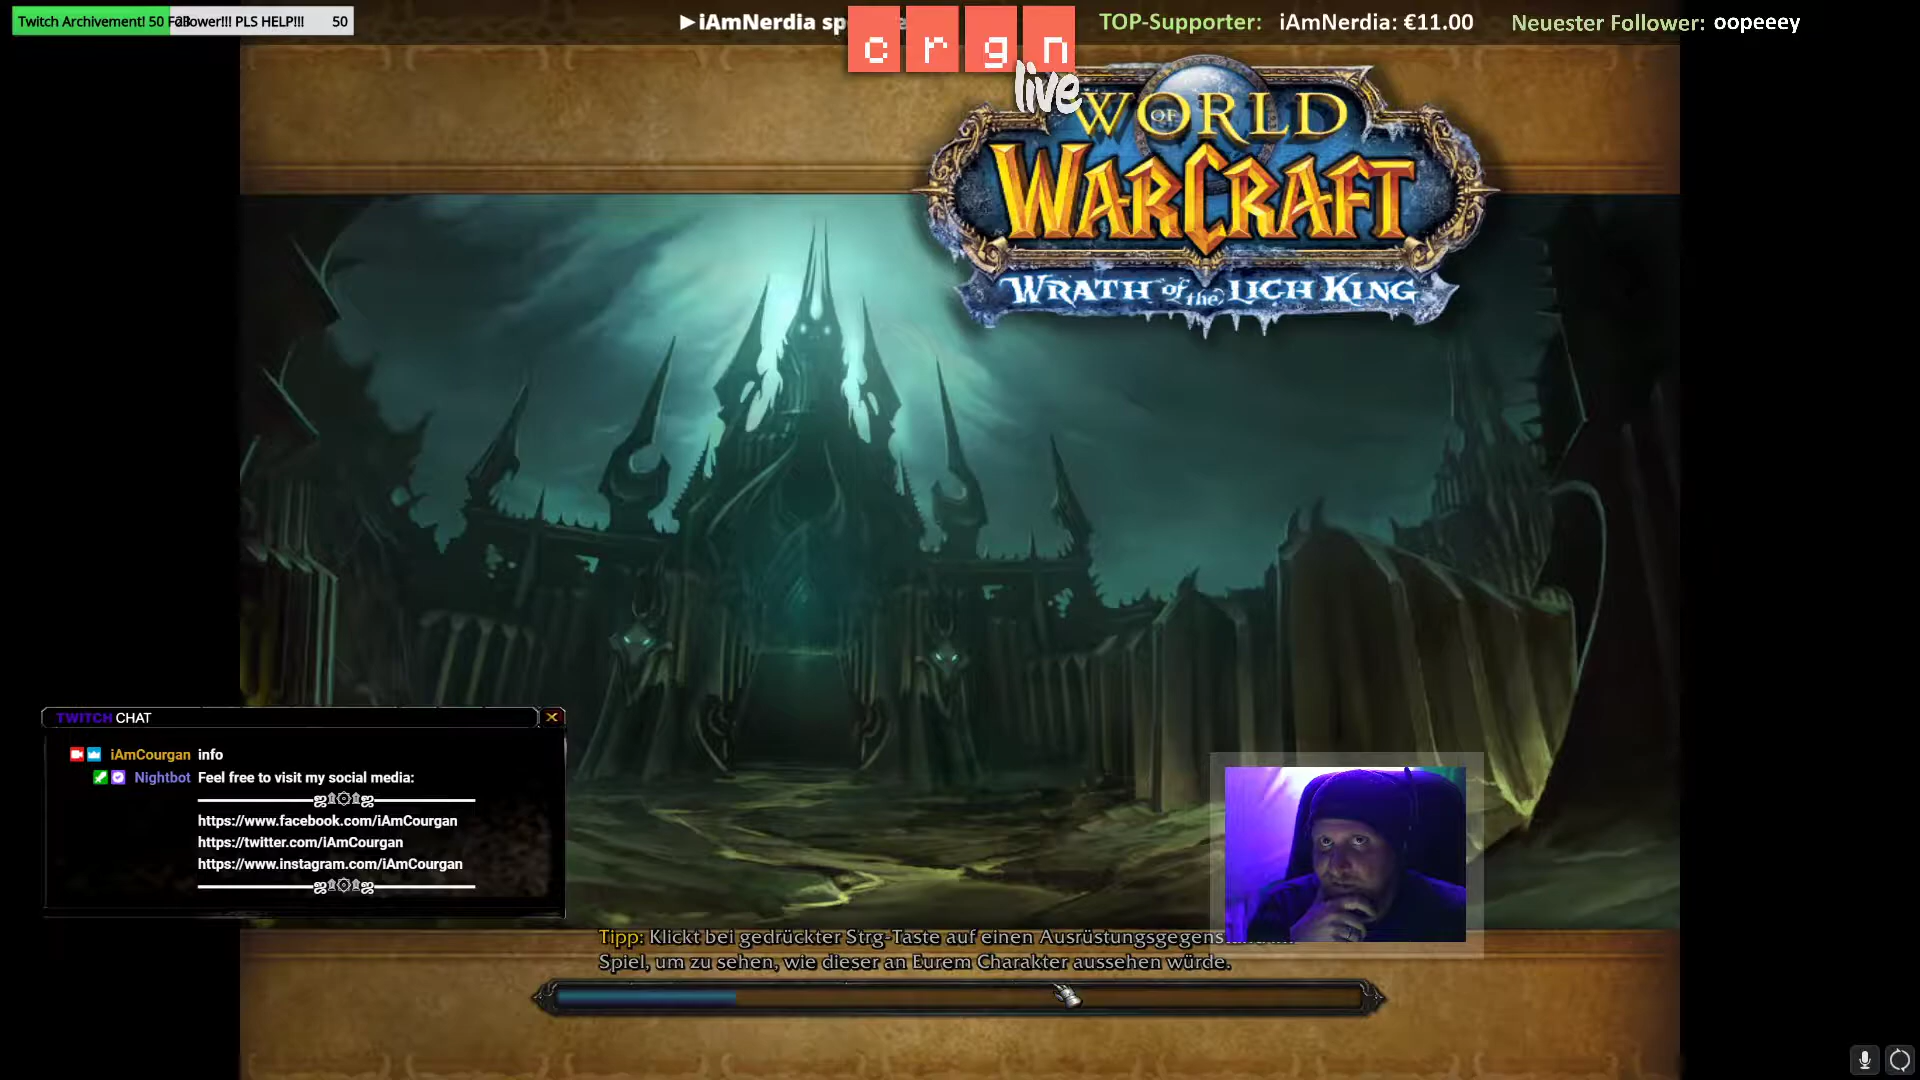 Twitch Archivement! 50 Follower!!! PLS HELP!!! 50
▶iAmNerdia
TOP-Supporter: iAmNerdia: €11.00
Neuester Follower: oopeeey
c r g n
live
WORLD OF
WARCRAFT
WRATH of the LICH KING
TWITCH CHAT
iAmCourgan info
Nightbot Feel free to visit my social media:
https://www.facebook.com/iAmCourgan
https://twitter.com/iAmCourgan
https://www.instagram.com/iAmCourgan
Tipp: Klickt bei gedrückter Strg-Taste auf einen
Spiel, um zu sehen, wie dieser an Eurem Charakter aussehen würde.